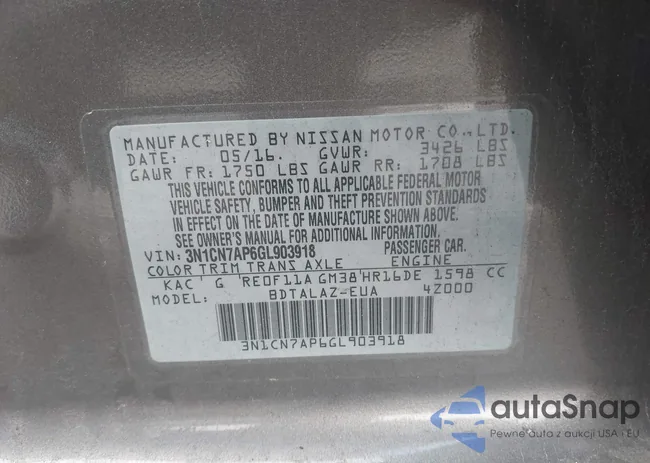 MANUFACTURED BY NISSAN MOTOR CO.,LTD.
DATE: 05/16. GVWR: 3426 LBS
GAWR FR: 1750 LBS GAWR RR: 1708 LBS
THIS VEHICLE CONFORMS TO ALL APPLICABLE FEDERAL MOTOR
VEHICLE SAFETY, BUMPER AND THEFT PREVENTION STANDARDS
IN EFFECT ON THE DATE OF MANUFACTURE SHOWN ABOVE.
SEE OWNER'S MANUAL FOR ADDITIONAL INFORMATION.
VIN: 3N1CN7AP6GL903918 PASSENGER CAR.
COLOR TRIM TRANS AXLE ENGINE
KAC G RE0F11A GM38 HR16DE 1598 CC
MODEL: BDTALAZ-EUA 4Z000
3N1CN7AP6GL903918
autaSnap
Pewne auta z aukcji USA i EU